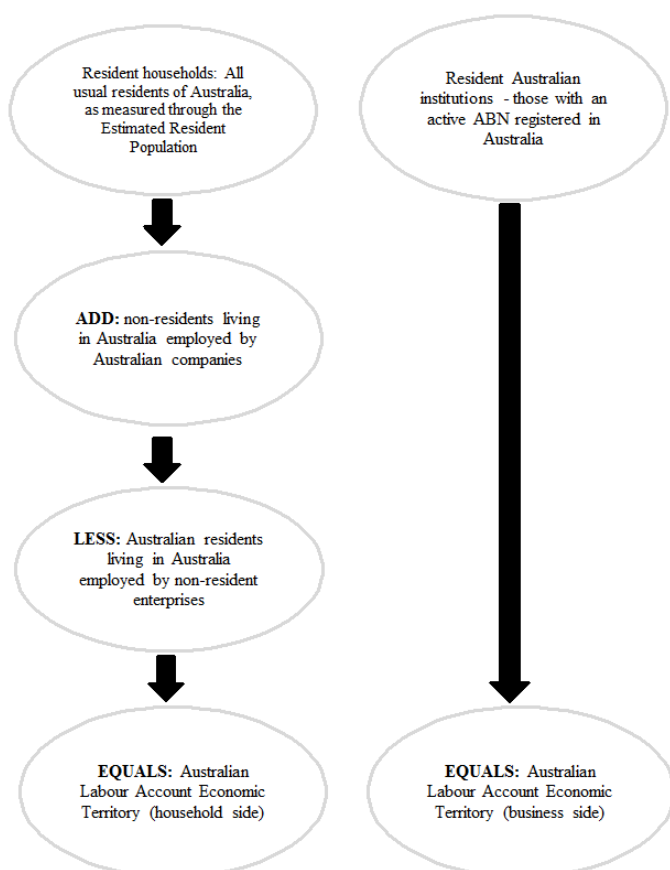 Resident households: All
usual residents of Australia,
as measured through the
Estimated Resident
Population
ADD: non-residents living
in Australia employed by
Australian companies
LESS: Australian residents
living in Australia
employed by non-resident
enterprises
EQUALS: Australian
Labour Account Economic
Territory (household side)
Resident Australian
institutions - those with an
active ABN registered in
Australia
EQUALS: Australian
Labour Account Economic
Territory (business side)